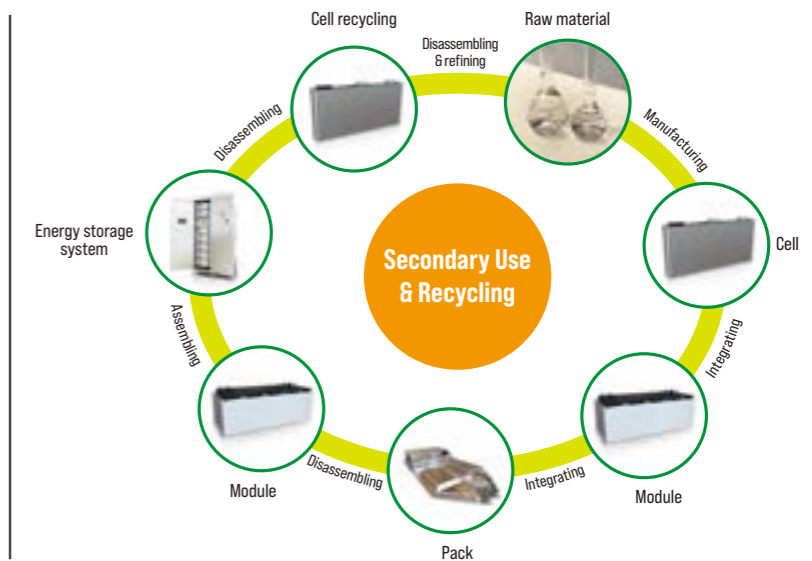 Cell recycling
Disassembling
& refining
Raw material
Manufacturing
Cell
Integrating
Module
Integrating
Pack
Disassembling
Module
Assembling
Energy storage
system
Disassembling
Secondary Use
& Recycling